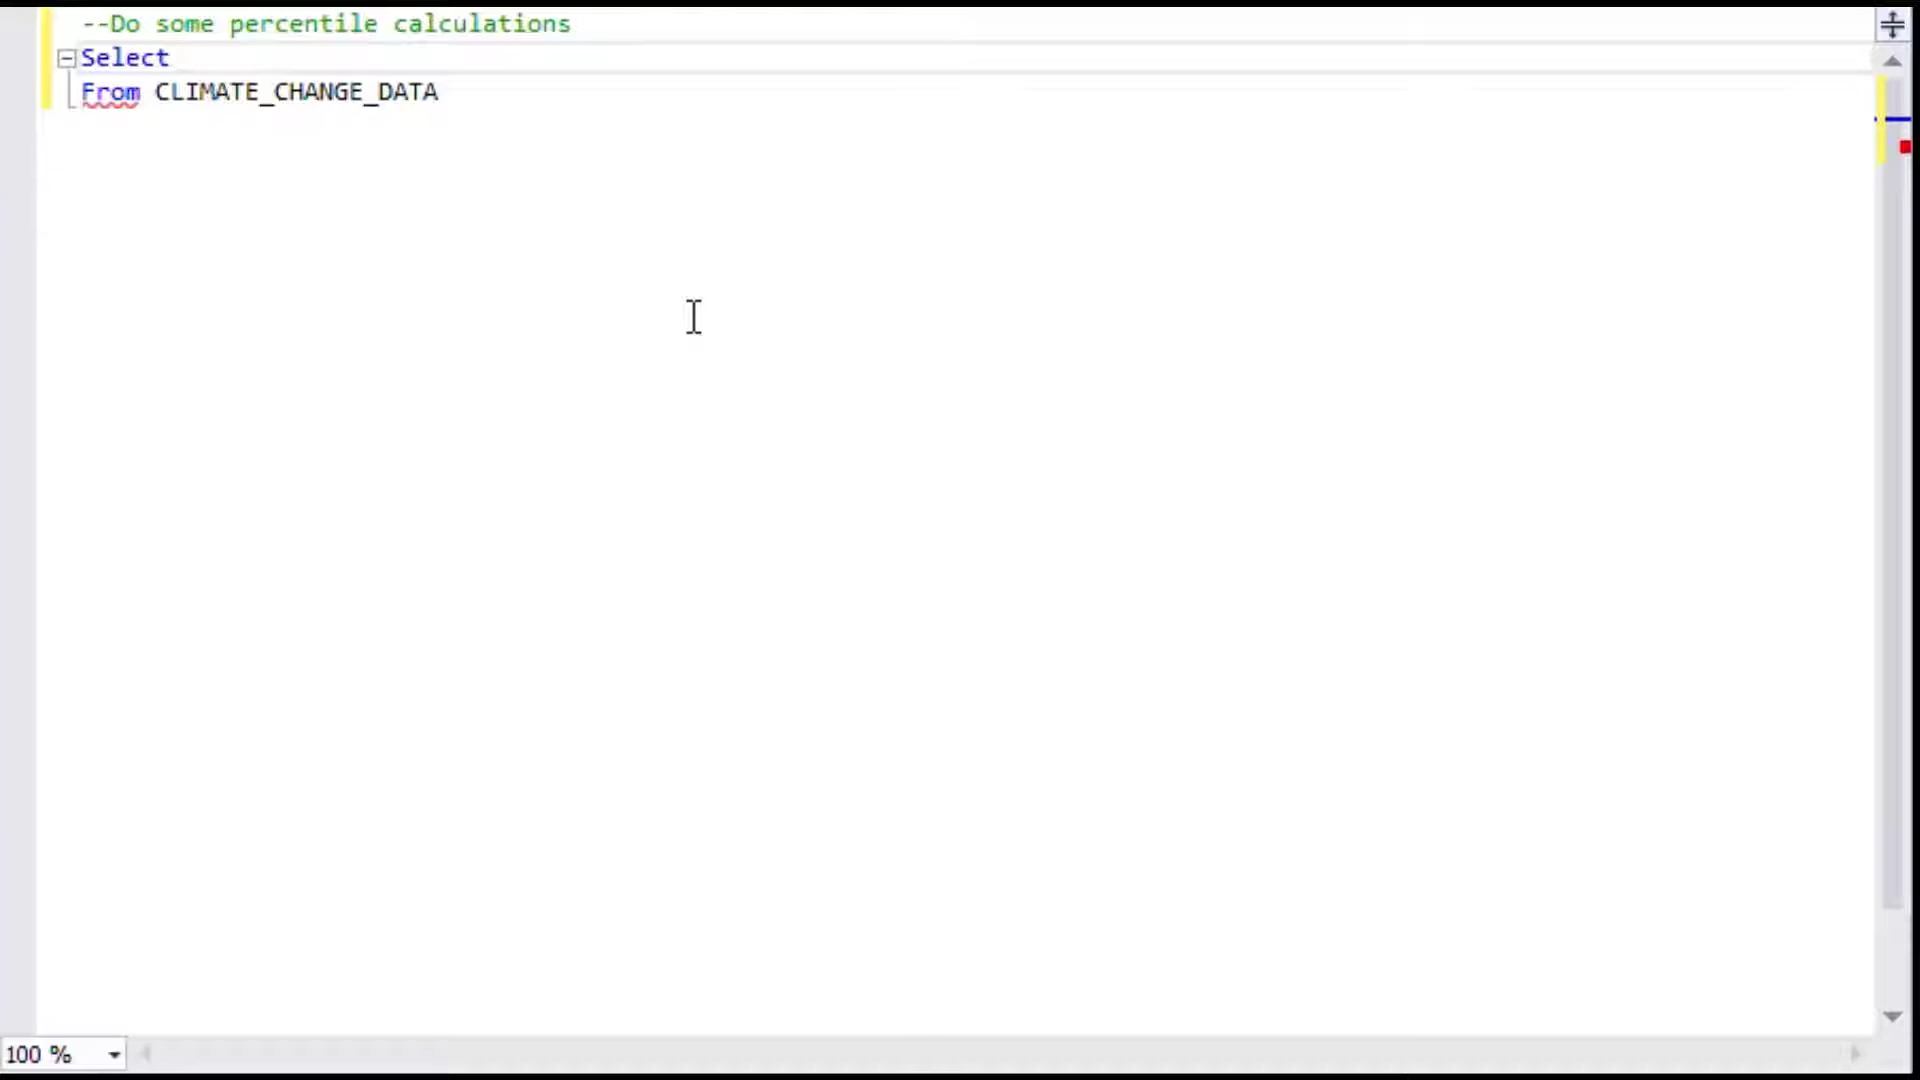 --Do some percentile calculations
Select
From CLIMATE_CHANGE_DATA
100 %